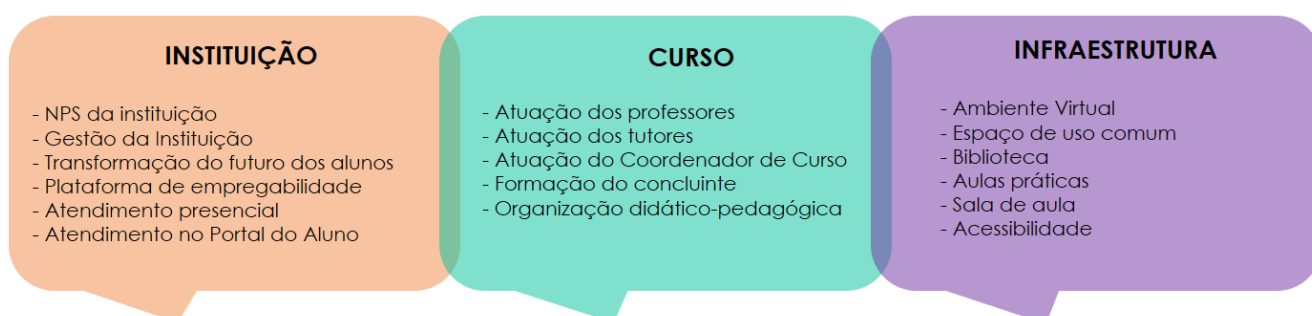 INSTITUIÇÃO
- NPS da instituição
- Gestão da Instituição
- Transformação do futuro dos alunos
- Plataforma de empregabilidade
- Atendimento presencial
- Atendimento no Portal do Aluno
CURSO
- Atuação dos professores
- Atuação dos tutores
- Atuação do Coordenador de Curso
- Formação do concluinte
- Organização didático-pedagógica
INFRAESTRUTURA
- Ambiente Virtual
- Espaço de uso comum
- Biblioteca
- Aulas práticas
- Sala de aula
- Acessibilidade